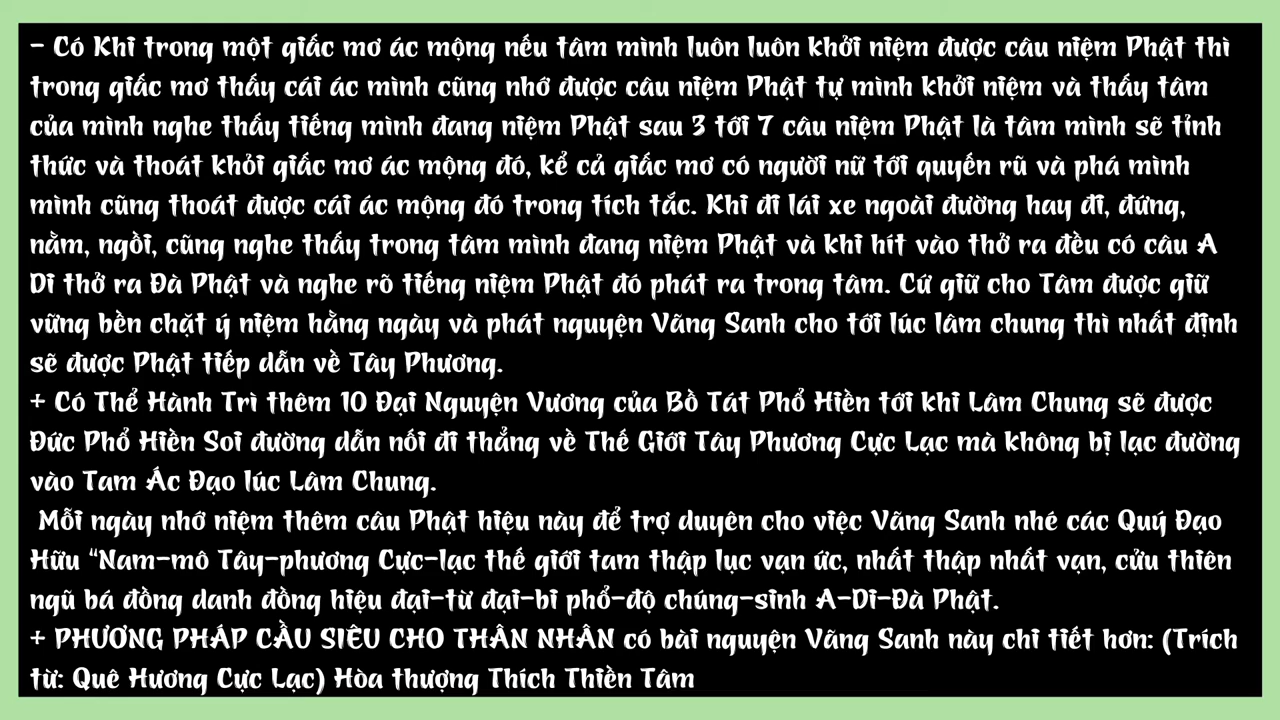 - Có Khi trong một giấc mơ ác mộng nếu tâm mình luôn luôn khởi niệm được câu niệm Phật thì
trong giấc mơ thấy cái ác mình cũng nhớ được câu niệm Phật tự mình khởi niệm và thấy tâm
của mình nghe thấy tiếng mình đang niệm Phật sau 3 tới 7 câu niệm Phật là tâm mình sẽ tỉnh
thức và thoát khỏi giấc mơ ác mộng đó, kể cả giấc mơ có người nữ tới quyến rũ và phá mình
mình cũng thoát được cái ác mộng đó trong tích tắc. Khi đi lái xe ngoài đường hay đi, đứng,
nằm, ngồi, cũng nghe thấy trong tâm mình đang niệm Phật và khi hít vào thở ra đều có câu A
Di thở ra Đà Phật và nghe rõ tiếng niệm Phật đó phát ra trong tâm. Cứ giữ cho Tâm được giữ
vững bền chặt ý niệm hằng ngày và phát nguyện Vãng Sanh cho tới lúc lâm chung thì nhất định
sẽ được Phật tiếp dẫn về Tây Phương.
+ Có Thể Hành Trì thêm 10 Đại Nguyện Vương của Bồ Tát Phổ Hiền tới khi Lâm Chung sẽ được
Đức Phổ Hiền Soi đường dẫn nối đi thẳng về Thế Giới Tây Phương Cực Lạc mà không bị lạc đường
vào Tam Ác Đạo lúc Lâm Chung.
Mỗi ngày nhớ niệm thêm câu Phật hiệu này để trợ duyên cho việc Vãng Sanh nhé các Quý Đạo
Hữu "Nam-mô Tây-phương Cực-lạc thế giới tam thập lục vạn ức, nhất thập nhất vạn, cửu thiên
ngũ bá đồng danh đồng hiệu đại-từ đại-bi phổ-độ chúng-sinh A-Di-Đà Phật.
+ PHƯƠNG PHÁP CẦU SIÊU CHO THÂN NHÂN có bài nguyện Vãng Sanh này chi tiết hơn: (Trích
từ: Quê Hương Cực Lạc) Hòa thượng Thích Thiền Tâm